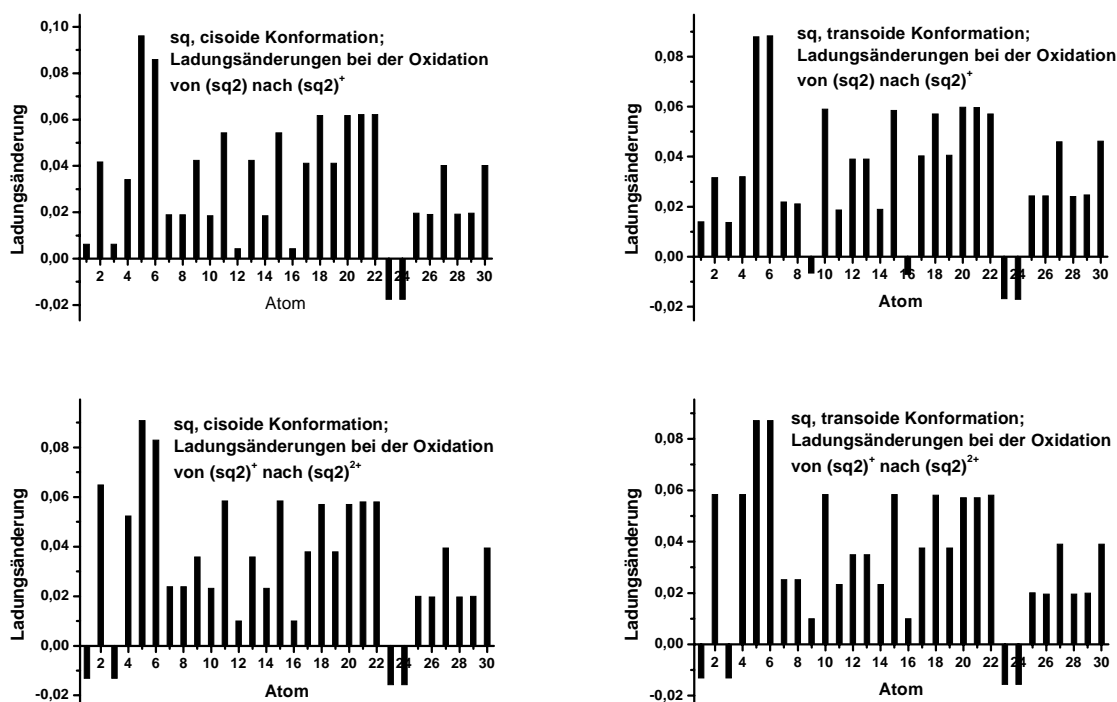 0,10
0,08
0,06
0,04
0,02
0,00
-0,02
Ladungsänderung
sq, cisoide Konformation;
Ladungsänderungen bei der Oxidation
von (sq2) nach (sq2)+
2 4 6 8 10 12 14 16 18 20 22 24 26 28 30
Atom
0,08
0,06
0,04
0,02
0,00
-0,02
Ladungsänderung
sq, transoide Konformation;
Ladungsänderungen bei der Oxidation
von (sq2) nach (sq2)+
2 4 6 8 10 12 14 16 18 20 22 24 26 28 30
Atom
0,08
0,06
0,04
0,02
0,00
-0,02
Ladungsänderung
sq, cisoide Konformation;
Ladungsänderungen bei der Oxidation
von (sq2)+ nach (sq2)2+
2 4 6 8 10 12 14 16 18 20 22 24 26 28 30
Atom
0,08
0,06
0,04
0,02
0,00
-0,02
Ladungsänderung
sq, transoide Konformation;
Ladungsänderungen bei der Oxidation
von (sq2)+ nach (sq2)2+
2 4 6 8 10 12 14 16 18 20 22 24 26 28 30
Atom